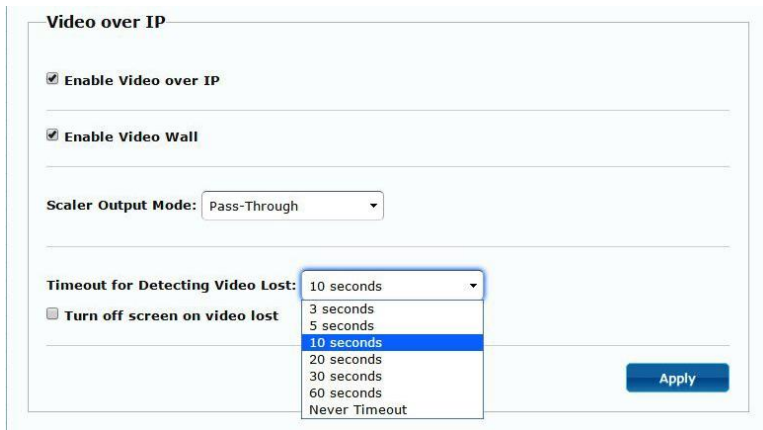 Video over IP
Enable Video over IP
Enable Video Wall
Scaler Output Mode: Pass-Through
Timeout for Detecting Video Lost: 10 seconds
Turn off screen on video lost
3 seconds
5 seconds
10 seconds
20 seconds
30 seconds
60 seconds
Never Timeout
Apply